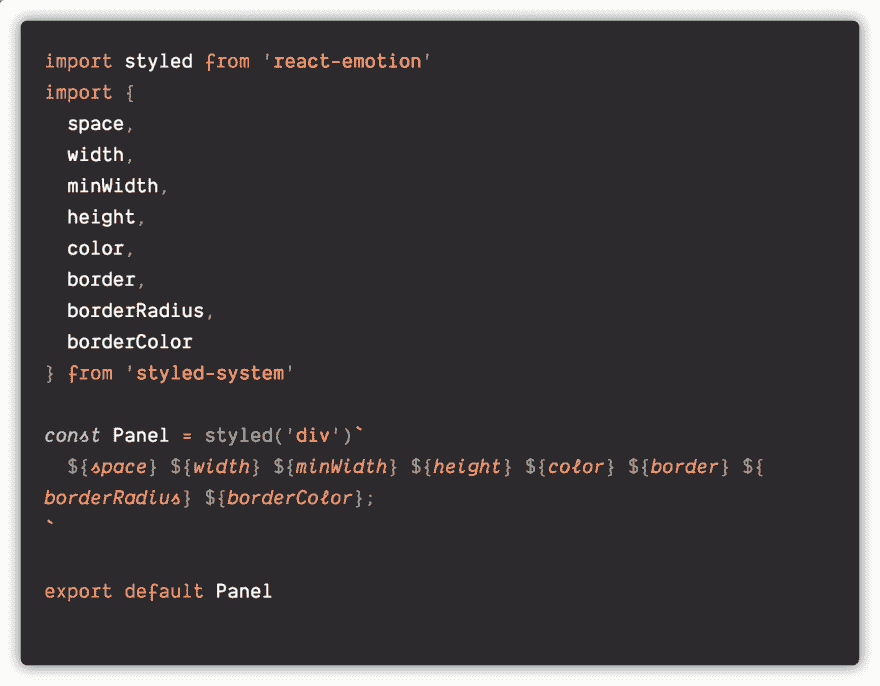 import styled from 'react-emotion'
import {
  space,
  width,
  minWidth,
  height,
  color,
  border,
  borderRadius,
  borderColor
} from 'styled-system'

const Panel = styled('div')`
  ${space} ${width} ${minWidth} ${height} ${color} ${border} ${
borderRadius} ${borderColor};
`

export default Panel